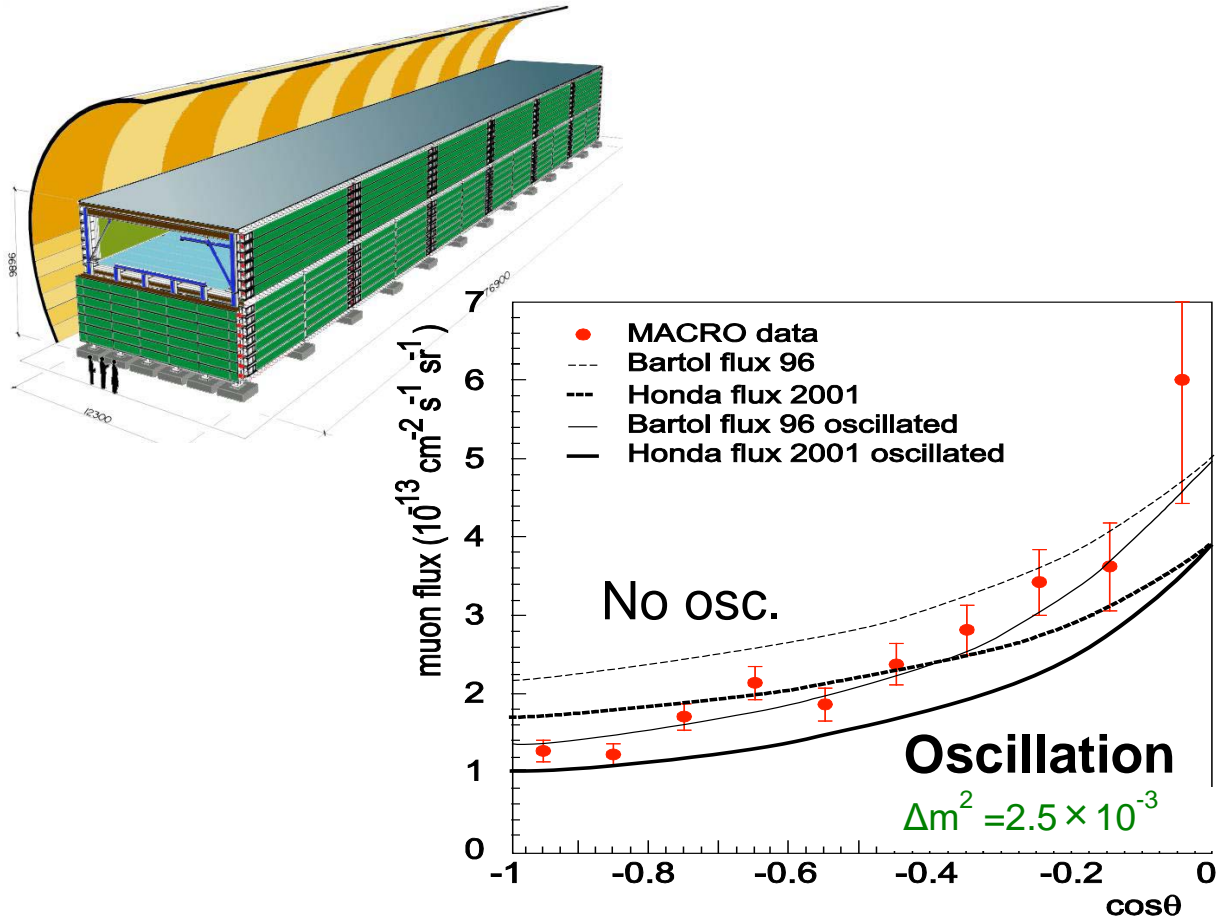 9896
12300
76900
muon flux (10⁻¹³ cm⁻² s⁻¹ sr⁻¹)
7
6
5
4
3
2
1
0
MACRO data
Bartol flux 96
Honda flux 2001
Bartol flux 96 oscillated
Honda flux 2001 oscillated
No osc.
Oscillation
Δm² =2.5 × 10⁻³
-1 -0.8 -0.6 -0.4 -0.2 0
cosθ